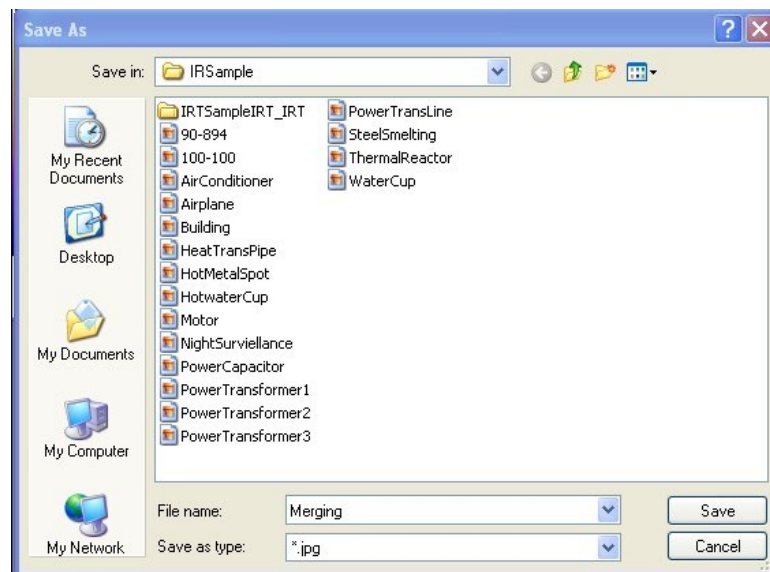 Save As
Save in:
IRSample
My Recent
Documents
Desktop
My Documents
My Computer
My Network
IRTSampleIRT_IRT
90-894
100-100
AirConditioner
Airplane
Building
HeatTransPipe
HotMetalSpot
HotwaterCup
Motor
NightSurviellance
PowerCapacitor
PowerTransformer1
PowerTransformer2
PowerTransformer3
PowerTransLine
SteelSmelting
ThermalReactor
WaterCup
File name:
Merging
Save
Save as type:
*.jpg
Cancel